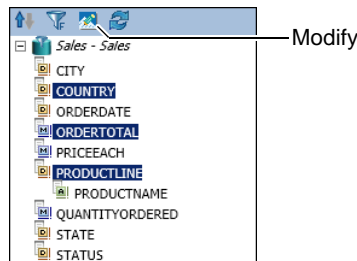 Modify
Sales - Sales
CITY
COUNTRY
ORDERDATE
ORDERTOTAL
PRICEEACH
PRODUCTLINE
PRODUCTNAME
QUANTITYORDERED
STATE
STATUS